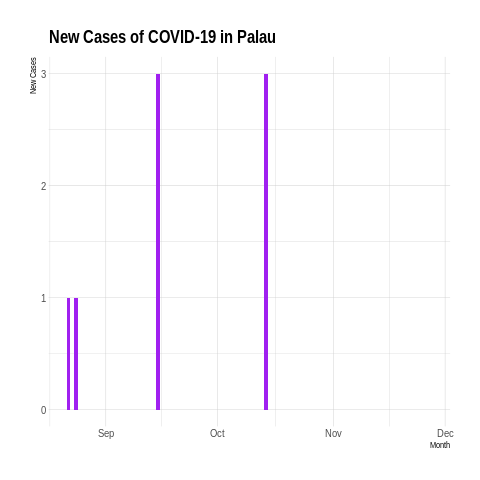 New Cases of COVID-19 in Palau
New Cases
3
2
1
0
Sep Oct Nov Dec
Month